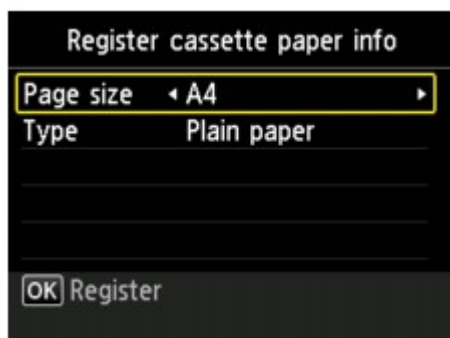 Register cassette paper info
Page size A4
Type Plain paper
OK Register